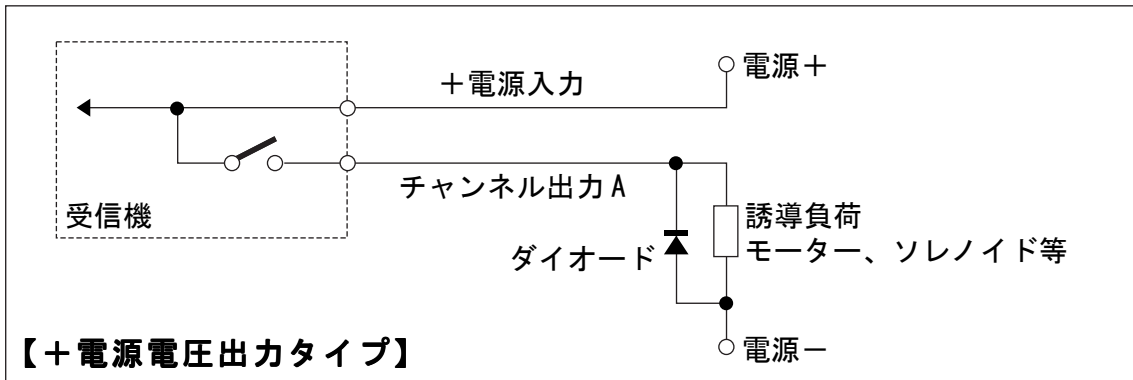 電源＋
＋電源入力
チャンネル出力A
受信機
誘導負荷
モーター、ソレノイド等
ダイオード
電源－
【＋電源電圧出力タイプ】